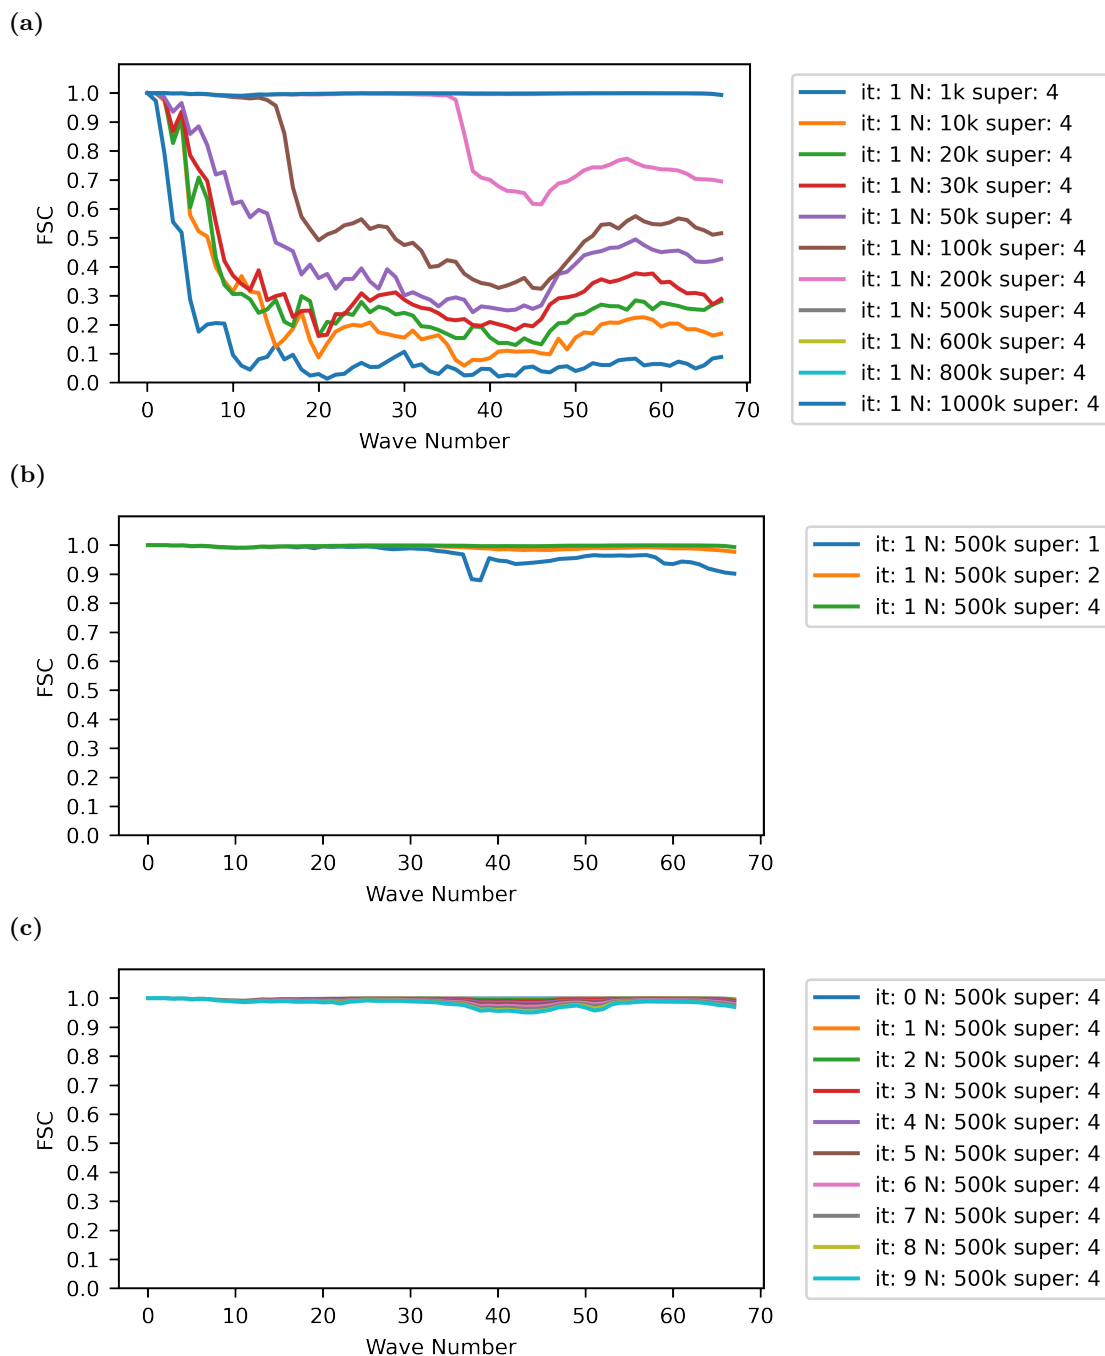 (a)
1.0
0.9
0.8
0.7
0.6
0.5
0.4
0.3
0.2
0.1
0.0
FSC
0 10 20 30 40 50 60 70
Wave Number
it: 1 N: 1k super: 4
it: 1 N: 10k super: 4
it: 1 N: 20k super: 4
it: 1 N: 30k super: 4
it: 1 N: 50k super: 4
it: 1 N: 100k super: 4
it: 1 N: 200k super: 4
it: 1 N: 500k super: 4
it: 1 N: 600k super: 4
it: 1 N: 800k super: 4
it: 1 N: 1000k super: 4
(b)
1.0
0.9
0.8
0.7
0.6
0.5
0.4
0.3
0.2
0.1
0.0
FSC
0 10 20 30 40 50 60 70
Wave Number
it: 1 N: 500k super: 1
it: 1 N: 500k super: 2
it: 1 N: 500k super: 4
(c)
1.0
0.9
0.8
0.7
0.6
0.5
0.4
0.3
0.2
0.1
0.0
FSC
0 10 20 30 40 50 60 70
Wave Number
it: 0 N: 500k super: 4
it: 1 N: 500k super: 4
it: 2 N: 500k super: 4
it: 3 N: 500k super: 4
it: 4 N: 500k super: 4
it: 5 N: 500k super: 4
it: 6 N: 500k super: 4
it: 7 N: 500k super: 4
it: 8 N: 500k super: 4
it: 9 N: 500k super: 4